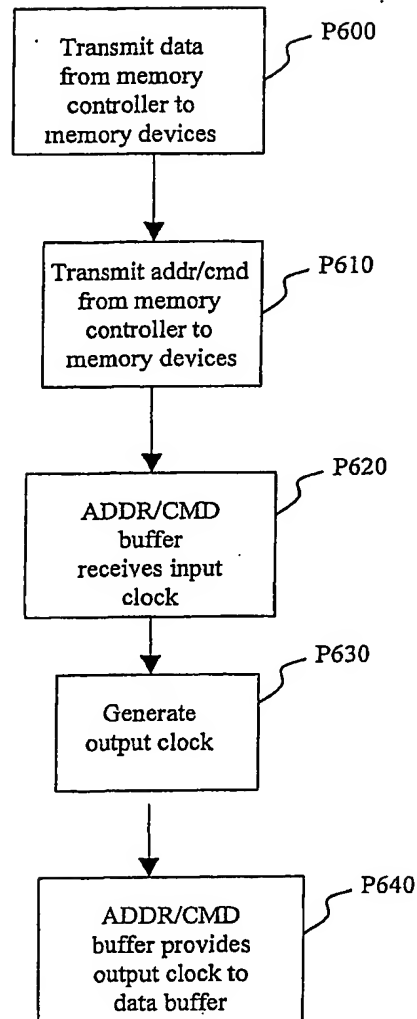 Transmit data
from memory
controller to
memory devices
P600
Transmit addr/cmd
from memory
controller to
memory devices
P610
ADDR/CMD
buffer
receives input
clock
P620
Generate
output clock
P630
ADDR/CMD
buffer provides
output clock to
data buffer
P640